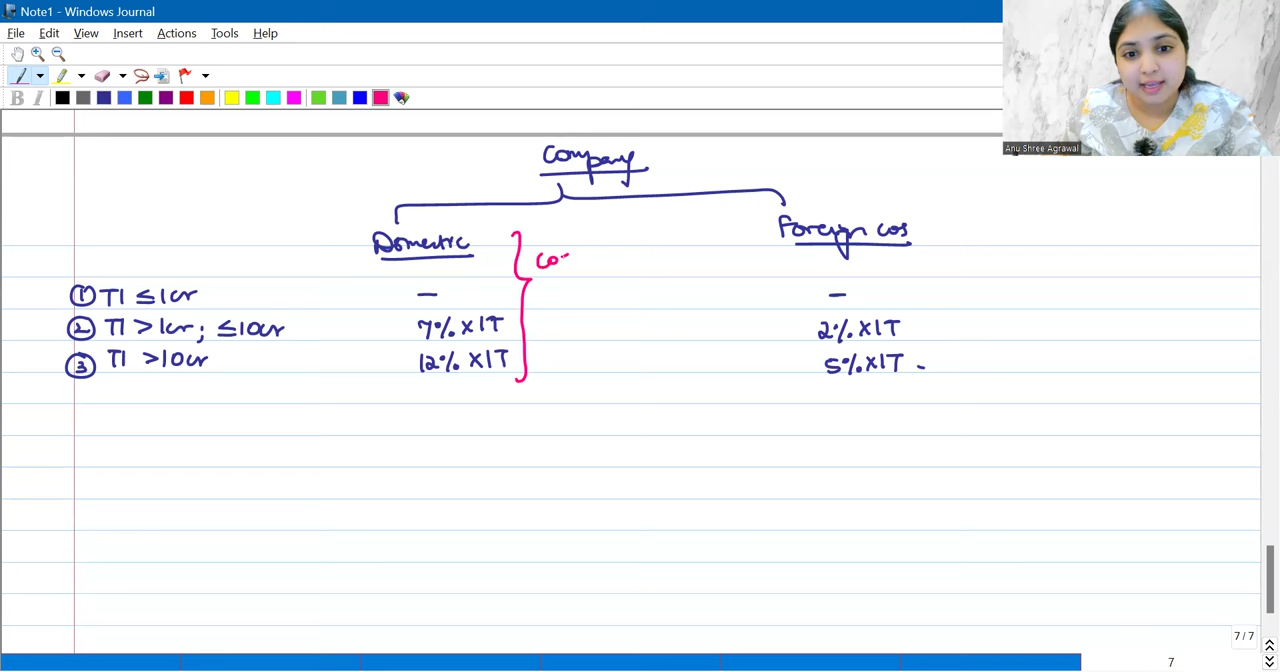 Note1 - Windows Journal
File Edit View Insert Actions Tools Help
B I
Anu Shree Agrawal
Company
Domestic Foreign cos
① TI ≤ 1cr — —
② TI > 1cr ; ≤ 10cr 7% X IT 2% X IT
③ TI > 10cr 12% X IT 5% X IT -
Co
7 / 7
7